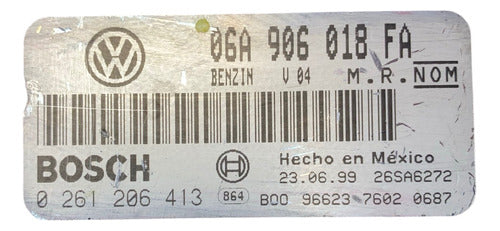 06A 906 018 FA
BENZIN V 04 M.R. NOM
BOSCH
Hecho en México
23.06.99 26SA6272
0 261 206 413 864 B00 96623 7602 0687